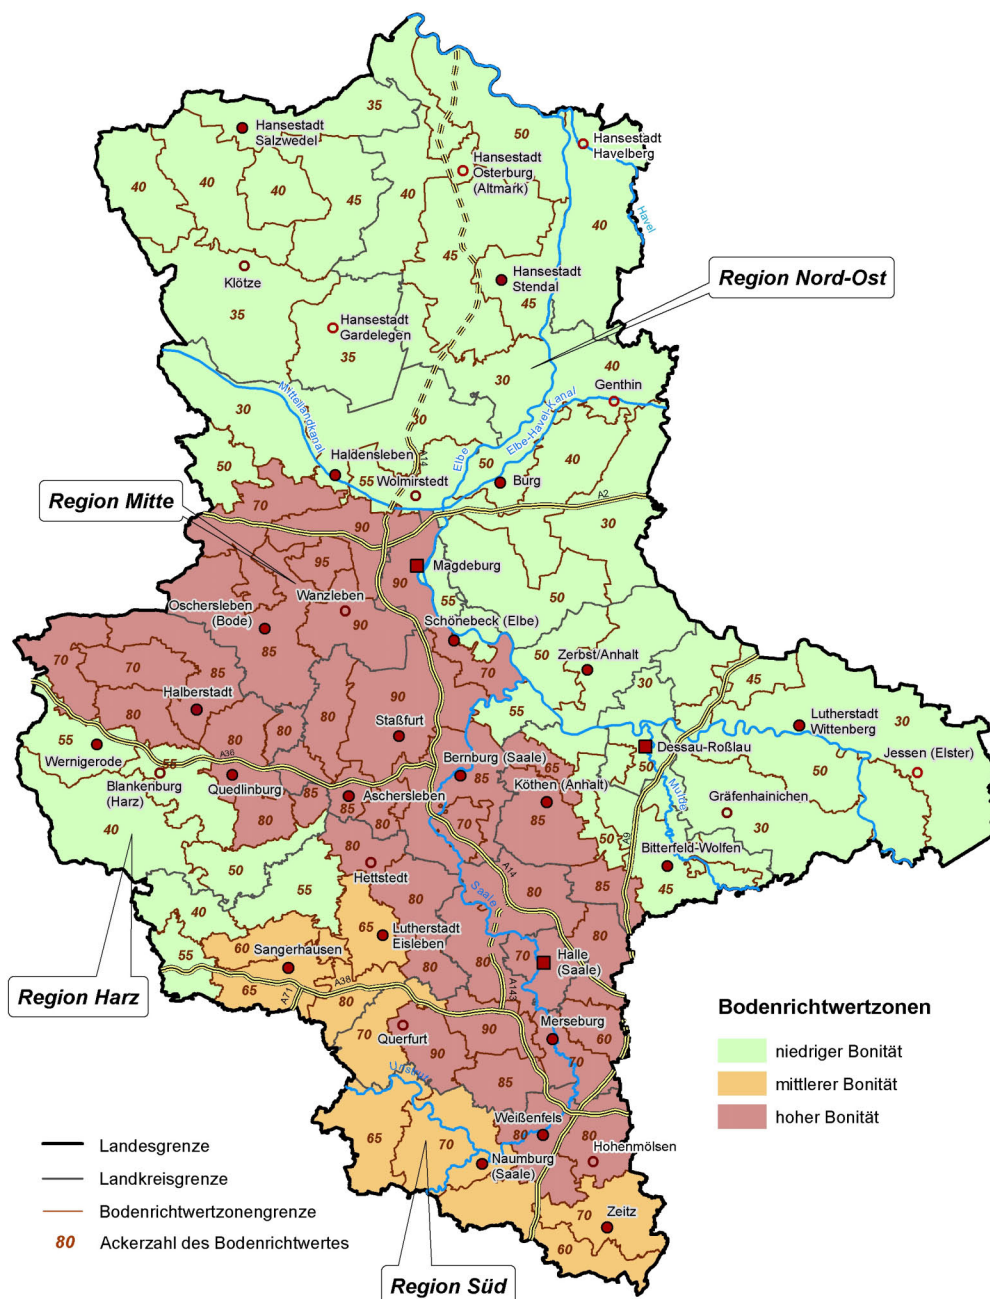 35
Hansestadt
Salzwedel
50
Hansestadt
Havelberg
Hansestadt
Osterburg
(Altmark)
40
40
40
45
40
40
Havel
45
Klötze
Hansestadt
Stendal
45
Region Nord-Ost
35
Hansestadt
Gardelegen
35
30
40
Genthin
Mittellandkanal
30
30
Elbe-Havel-Kanal
Elbe
A14
50
Haldensleben
55
Wolmirstedt
50
Burg
40
A2
Region Mitte
70
90
30
95
Magdeburg
90
Wanzleben
90
50
55
Oschersleben
(Bode)
Schönebeck (Elbe)
85
70
70
70
85
50
Zerbst/Anhalt
30
45
Halberstadt
80
80
80
80
90
Staßfurt
55
Lutherstadt
Wittenberg
30
55
Wernigerode
A36
55
Blankenburg
(Harz)
Quedlinburg
Bernburg (Saale)
85
65
Köthen (Anhalt)
85
Dessau-Roßlau
50
Mulde
50
Jessen (Elster)
80
85
85
Aschersleben
80
70
Gräfenhainichen
30
40
80
50
A9
Bitterfeld-Wolfen
45
Hettstedt
A14
50
55
80
Saale
80
85
40
65
Lutherstadt
Eisleben
80
55
60
Sangerhausen
80
80
70
Halle
(Saale)
Region Harz
65
A71
A38
80
A143
70
Querfurt
90
90
Merseburg
60
70
Unstrut
85
Bodenrichtwertzonen
niedriger Bonität
mittlerer Bonität
hoher Bonität
Weißenfels
80
80
Hohenmölsen
65
70
Naumburg
(Saale)
70
Zeitz
60
Region Süd
Landesgrenze
Landkreisgrenze
Bodenrichtwertzonengrenze
80 Ackerzahl des Bodenrichtwertes